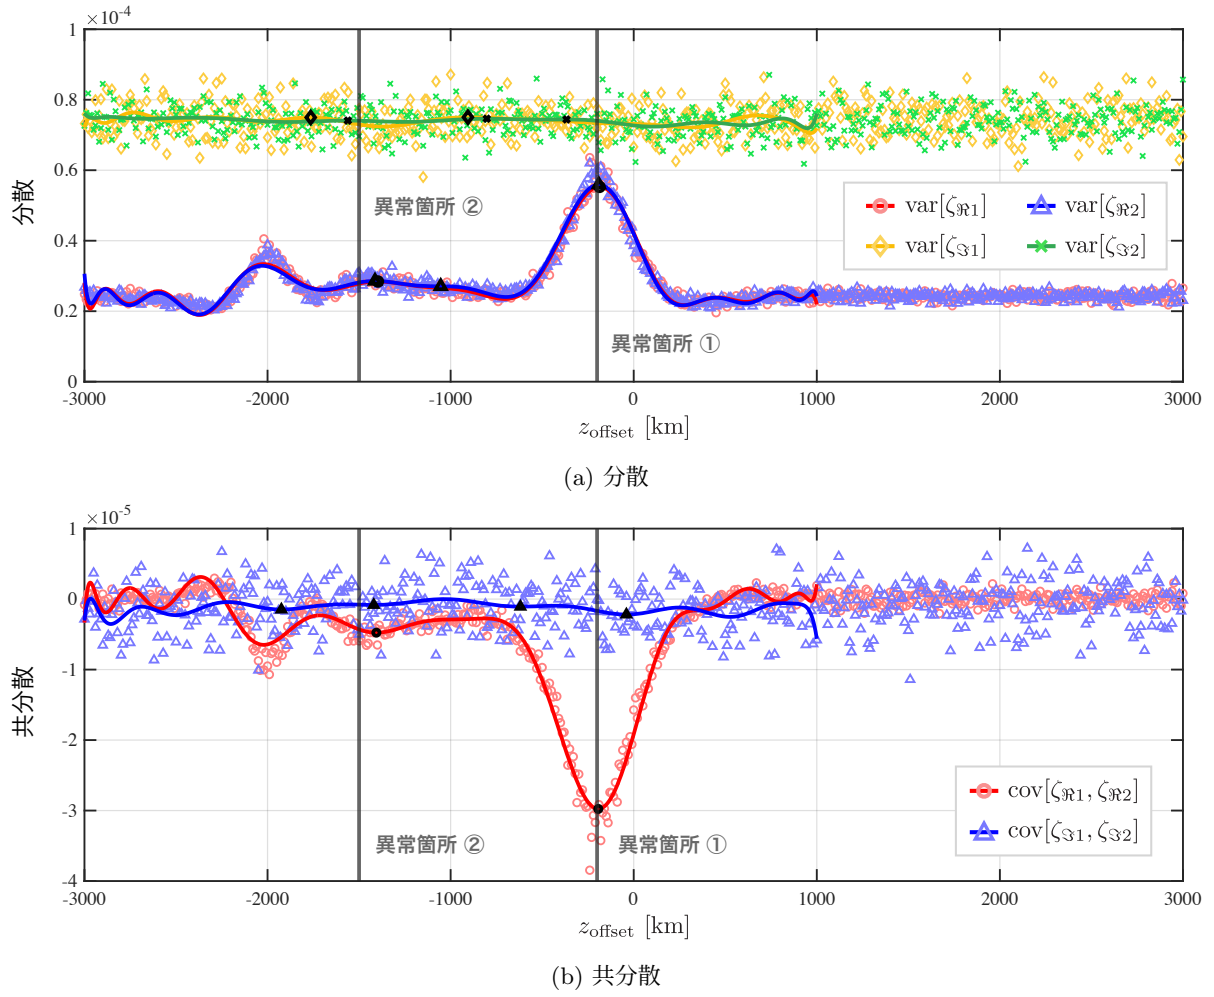 ×10⁻⁴
1
0.8
0.6
0.4
0.2
0
分散
異常箇所 ②
異常箇所 ①
var[ζℜ1] var[ζℜ2]
var[ζℑ1] var[ζℑ2]
-3000 -2000 -1000 0 1000 2000 3000
z_offset [km]
(a) 分散
×10⁻⁵
1
0
-1
-2
-3
-4
共分散
cov[ζℜ1, ζℜ2]
cov[ζℑ1, ζℑ2]
異常箇所 ② 異常箇所 ①
-3000 -2000 -1000 0 1000 2000 3000
z_offset [km]
(b) 共分散